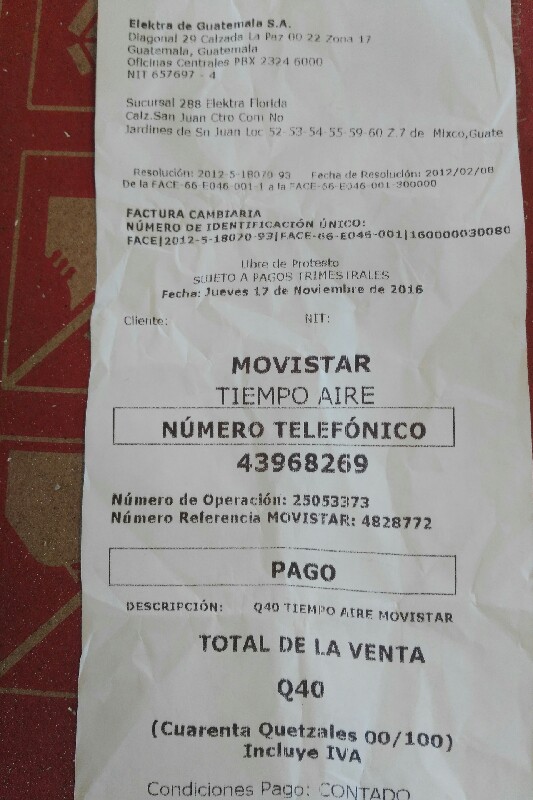 Elektra de Guatemala S.A.
Diagonal 29 Calzada La Paz 00 22 Zona 17
Guatemala, Guatemala
Oficinas Centrales PBX 2324 6000
NIT 657697 - 4
Sucursal 288 Elektra Florida
Calz.San Juan Ctro Com No
Jardines de Sn Juan Loc 52-53-54-55-59-60 Z 7 de Mixco,Guate
Resolución: 2012-5-18070-93 Fecha de Resolución: 2012/02/08
De la FACE-66-E046-001-1 a la FACE-66-E046-001-300000
FACTURA CAMBIARIA
NÚMERO DE IDENTIFICACIÓN ÚNICO:
FACE|2012-5-18070-93|FACE-66-E046-001|160000030080
Libre de Protesto
SUJETO A PAGOS TRIMESTRALES
Fecha: Jueves 17 de Noviembre de 2016
Cliente: NIT:
MOVISTAR
TIEMPO AIRE
NÚMERO TELEFÓNICO
43968269
Número de Operación: 25053373
Número Referencia MOVISTAR: 4828772
PAGO
DESCRIPCIÓN: Q40 TIEMPO AIRE MOVISTAR
TOTAL DE LA VENTA
Q40
(Cuarenta Quetzales 00/100)
Incluye IVA
Condiciones Pago: CONTADO